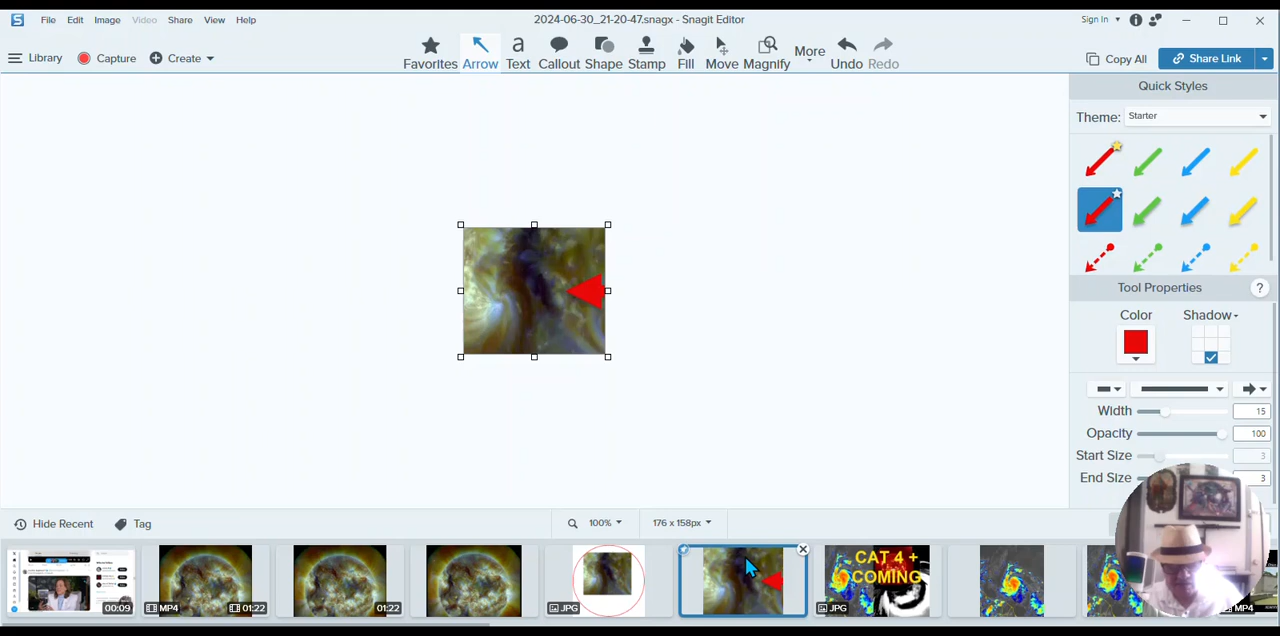 S File Edit Image Video Share View Help
2024-06-30_21-20-47.snagx - Snagit Editor
Sign In
Library Capture Create
Favorites Arrow Text Callout Shape Stamp Fill Move Magnify More Undo Redo
Copy All Share Link
Quick Styles
Theme: Starter
Tool Properties ?
Color Shadow
Width 15
Opacity 100
Start Size 3
End Size 3
Hide Recent Tag
100% 176 x 158px
CAT 4 +
COMING
00:09 MP4 01:22 01:22 JPG JPG MP4